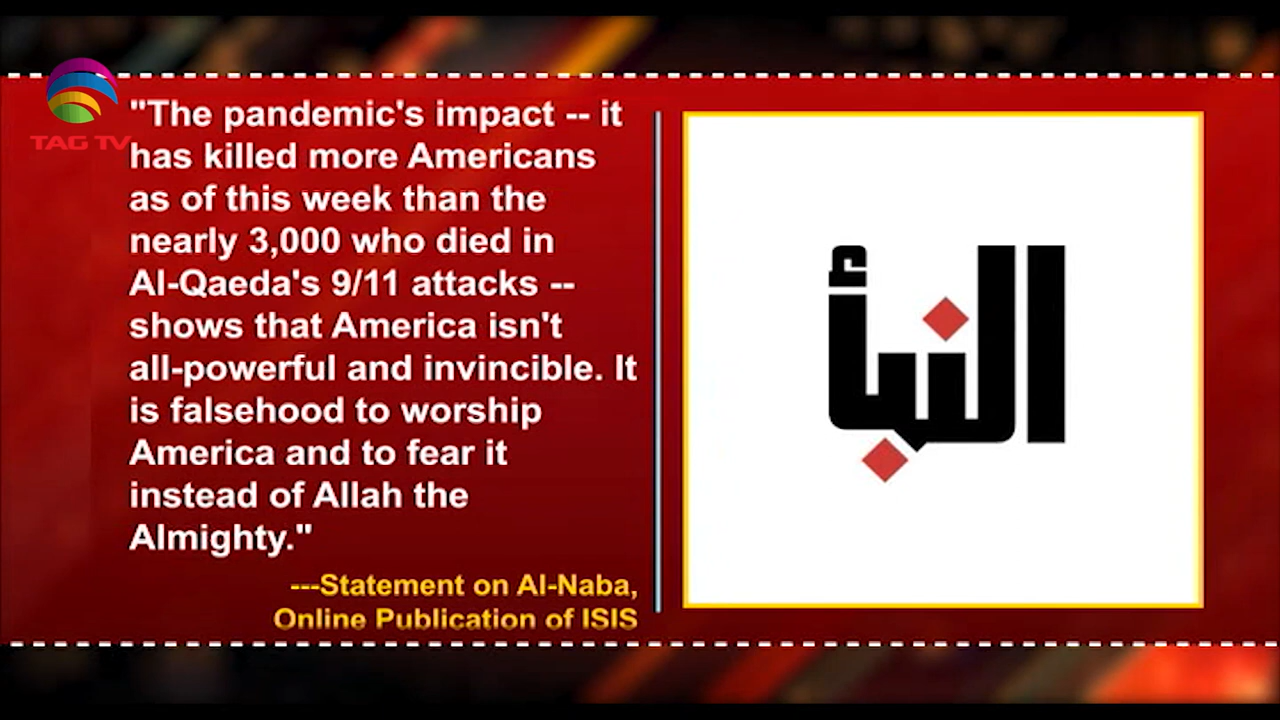 TAG TV
"The pandemic's impact -- it
has killed more Americans
as of this week than the
nearly 3,000 who died in
Al-Qaeda's 9/11 attacks --
shows that America isn't
all-powerful and invincible. It
is falsehood to worship
America and to fear it
instead of Allah the
Almighty."
---Statement on Al-Naba,
Online Publication of ISIS
النبأ